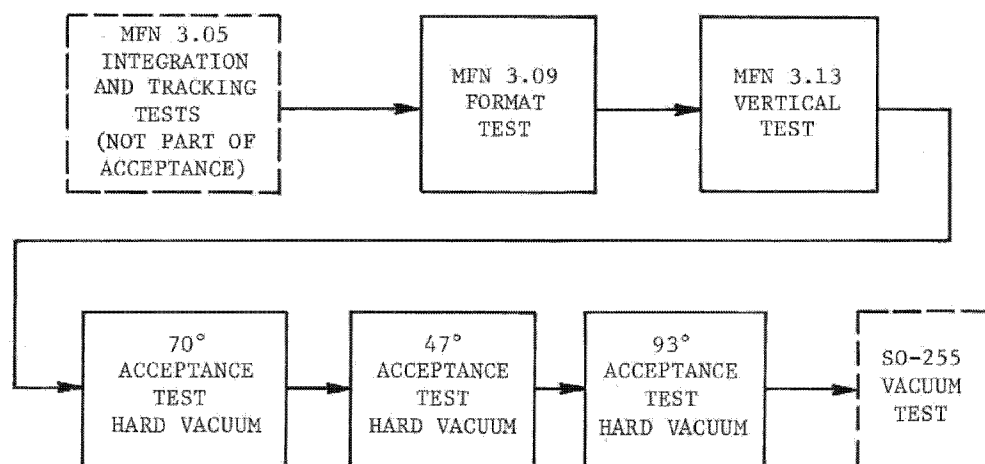 MFN 3.05
INTEGRATION
AND TRACKING
TESTS
(NOT PART OF
ACCEPTANCE)
MFN 3.09
FORMAT
TEST
MFN 3.13
VERTICAL
TEST
70°
ACCEPTANCE
TEST
HARD VACUUM
47°
ACCEPTANCE
TEST
HARD VACUUM
93°
ACCEPTANCE
TEST
HARD VACUUM
SO-255
VACUUM
TEST